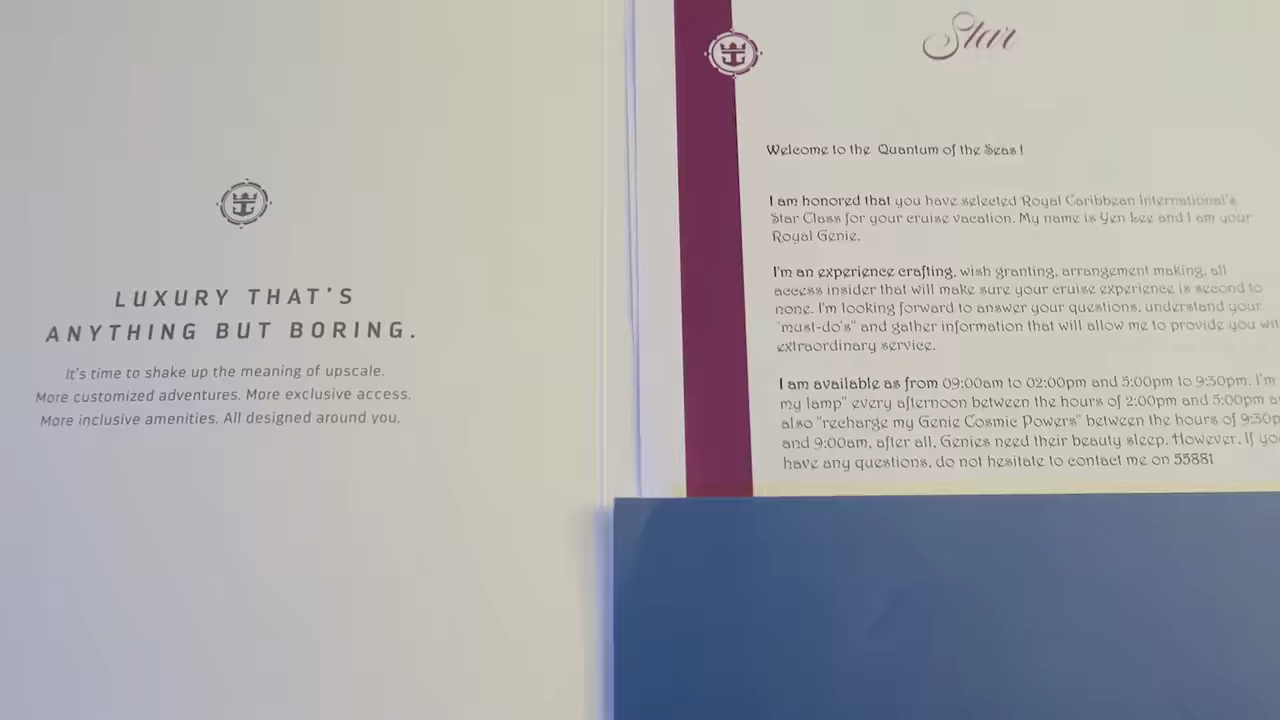 LUXURY THAT'S
ANYTHING BUT BORING.
It's time to shake up the meaning of upscale.
More customized adventures. More exclusive access.
More inclusive amenities. All designed around you.
Star
Welcome to the Quantum of the Seas !
I am honored that you have selected Royal Caribbean International's
Star Class for your cruise vacation. My name is Yen Lee and I am your
Royal Genie.
I'm an experience crafting, wish granting, arrangement making, all
access insider that will make sure your cruise experience is second to
none. I'm looking forward to answer your questions, understand your
"must-do's" and gather information that will allow me to provide you wit
extraordinary service.
I am available as from 09:00am to 02:00pm and 5:00pm to 9:30pm. I'm
my lamp" every afternoon between the hours of 2:00pm and 5:00pm a
also "recharge my Genie Cosmic Powers" between the hours of 9:30p
and 9:00am, after all, Genies need their beauty sleep. However, If yo
have any questions, do not hesitate to contact me on 55881